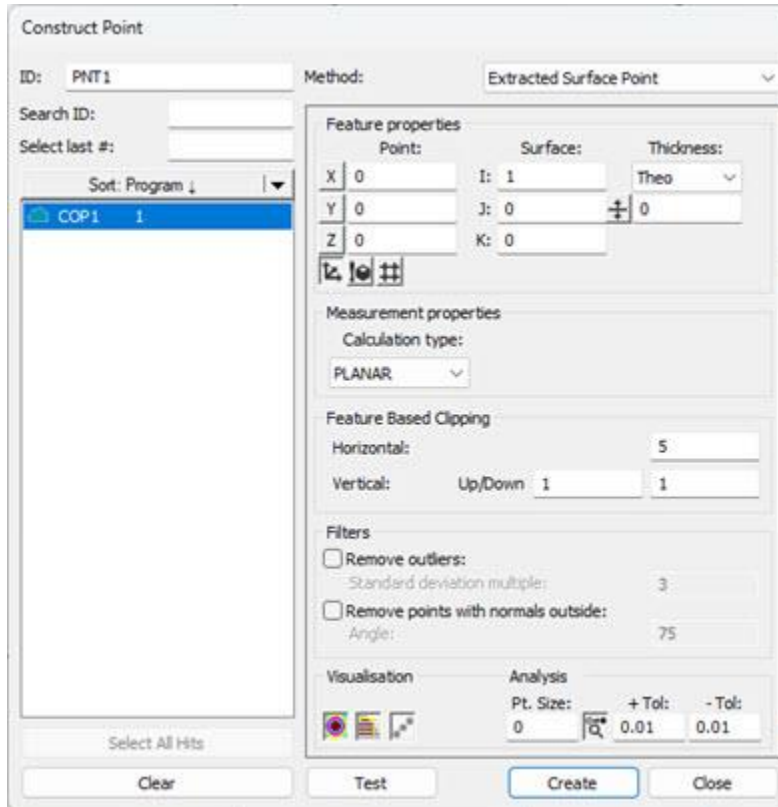 Construct Point
ID: PNT1
Method: Extracted Surface Point
Search ID:
Select last #:
Sort: Program ↓
COP1 1
Select All Hits
Clear
Feature properties
Point: Surface: Thickness:
X 0 I: 1 Theo
Y 0 J: 0 0
Z 0 K: 0
Measurement properties
Calculation type:
PLANAR
Feature Based Clipping
Horizontal: 5
Vertical: Up/Down 1 1
Filters
Remove outliers:
Standard deviation multiple: 3
Remove points with normals outside:
Angle: 75
Visualisation Analysis
Pt. Size: + Tol: - Tol:
0 0.01 0.01
Test Create Close